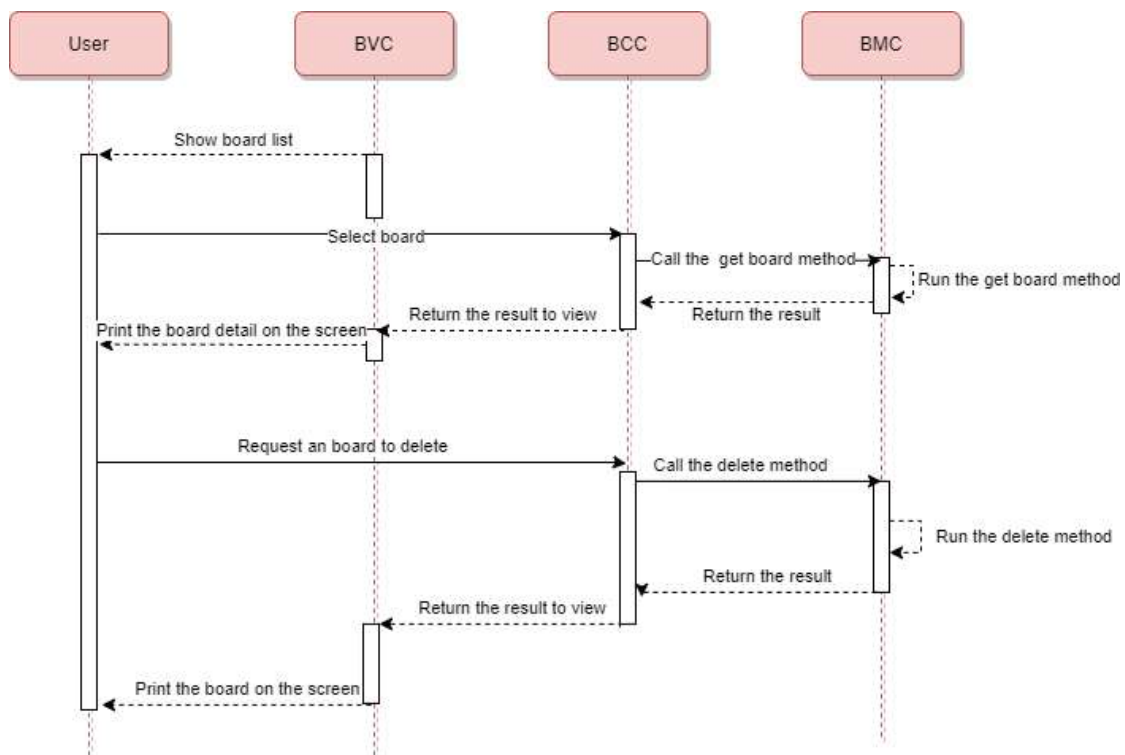 User
BVC
BCC
BMC
Show board list
Select board
Call the get board method
Run the get board method
Return the result
Return the result to view
Print the board detail on the screen
Request an board to delete
Call the delete method
Run the delete method
Return the result
Return the result to view
Print the board on the screen